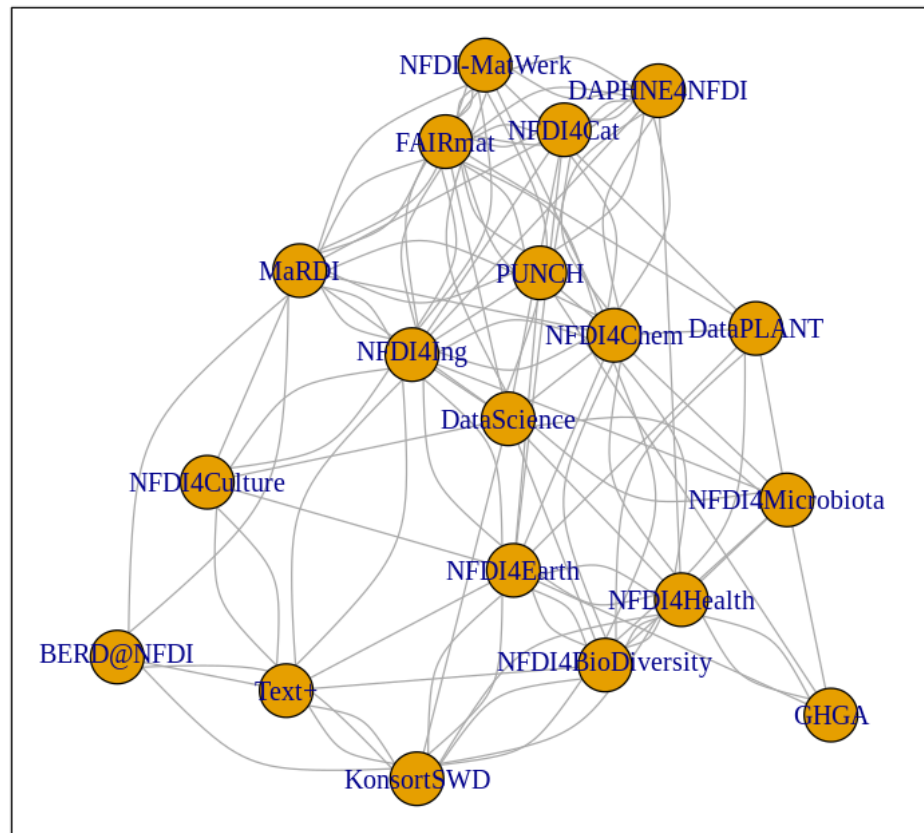 NFDI-MatWerk
DAPHNE4NFDI
NFDI4Cat
FAIRmat
MaRDI
PUNCH
DataPLANT
NFDI4Chem
NFDI4Ing
DataScience
NFDI4Culture
NFDI4Microbiota
NFDI4Earth
NFDI4Health
BERD@NFDI
NFDI4BioDiversity
Text+
GHGA
KonsortSWD